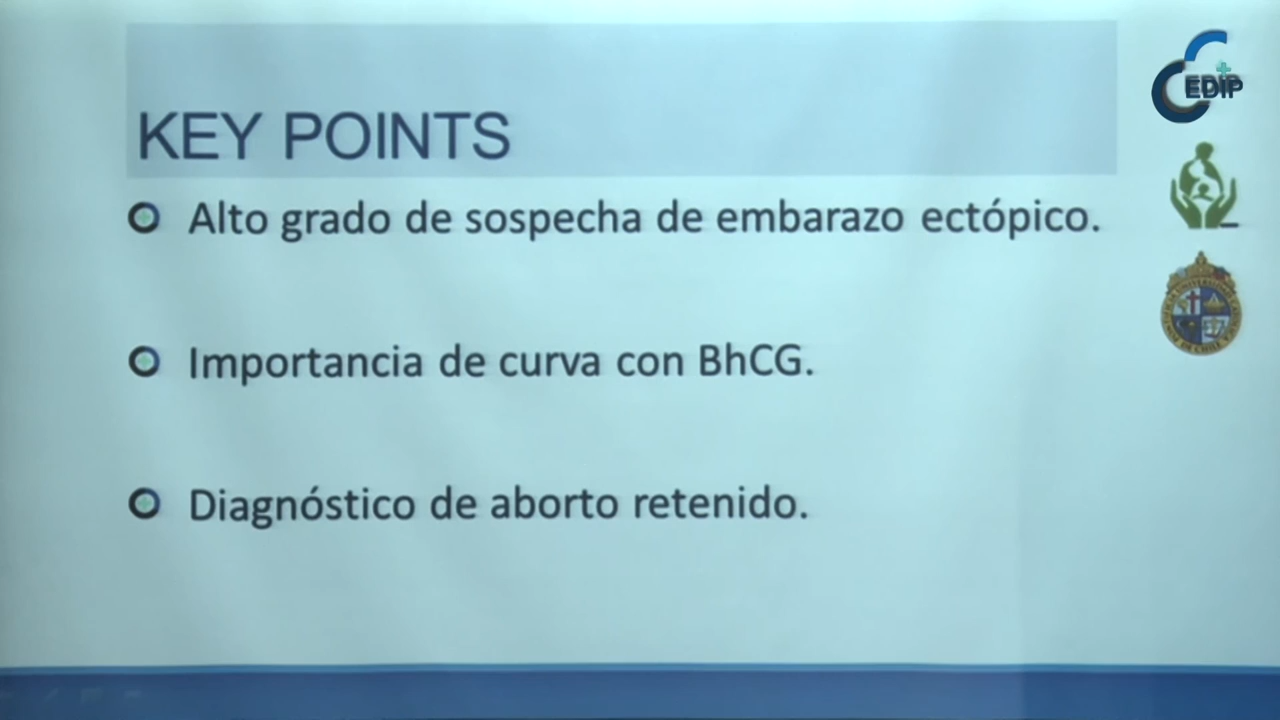 KEY POINTS
Alto grado de sospecha de embarazo ectópico.
Importancia de curva con BhCG.
Diagnóstico de aborto retenido.
EDIP